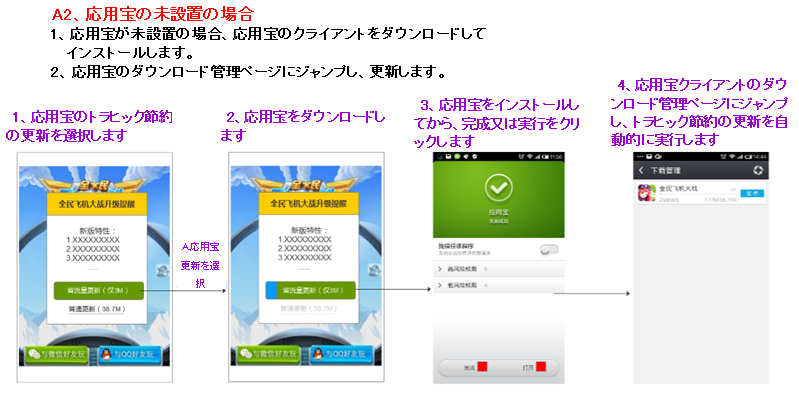 A2、応用宝の未設置の場合
1、応用宝が未設置の場合、応用宝のクライアントをダウンロードして
インストールします。
2、応用宝のダウンロード管理ページにジャンプし、更新します。
1、応用宝のトラヒック節約
の更新を選択します
全民飞机大战升级提醒
新版特性：
1.XXXXXXXXX
2.XXXXXXXXX
3.XXXXXXXXX
......
省流量更新（仅3M）
普通更新（38.7M）
与微信好友玩
与QQ好友玩
A応用宝
更新を選
択
2、応用宝をダウンロードし
ます
全民飞机大战升级提醒
新版特性：
1.XXXXXXXXX
2.XXXXXXXXX
3.XXXXXXXXX
......
省流量更新（仅3M）
普通更新（38.7M）
与微信好友玩
与QQ好友玩
3、応用宝をインストールし
てから、完成又は実行をクリ
ックします
11:56
应用宝
安装成功
我信任该程序
高风险权限
低风险权限
完成
打开
4、応用宝クライアントのダウ
ンロード管理ページにジャンプ
し、トラヒック節約の更新を自
動的に実行します
14:44
下载管理
全民飞机大战
暂停